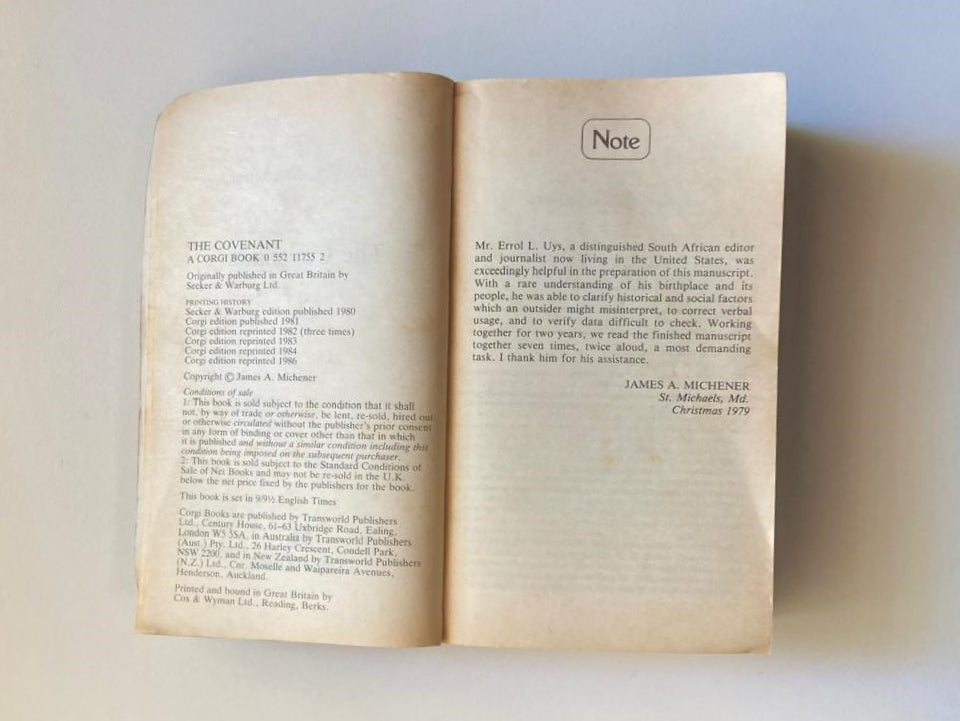 THE COVENANT
A CORGI BOOK 0 552 11755 2
Originally published in Great Britain by
Secker & Warburg Ltd.
PRINTING HISTORY
Secker & Warburg edition published 1980
Corgi edition published 1981
Corgi edition reprinted 1982 (three times)
Corgi edition reprinted 1983
Corgi edition reprinted 1984
Corgi edition reprinted 1986
Copyright © James A. Michener
Conditions of sale
1: This book is sold subject to the condition that it shall
not, by way of trade or otherwise, be lent, re-sold, hired out
or otherwise circulated without the publisher's prior consent
in any form of binding or cover other than that in which
it is published and without a similar condition including this
condition being imposed on the subsequent purchaser.
2: This book is sold subject to the Standard Conditions of
Sale of Net Books and may not be re-sold in the U.K.
below the net price fixed by the publishers for the book.
This book is set in 9/9½ English Times
Corgi Books are published by Transworld Publishers
Ltd., Century House, 61–63 Uxbridge Road, Ealing,
London W5 5SA, in Australia by Transworld Publishers
(Aust.) Pty. Ltd., 26 Harley Crescent, Condell Park,
NSW 2200, and in New Zealand by Transworld Publishers
(N.Z.) Ltd., Cnr. Moselle and Waipareira Avenues,
Henderson, Auckland.
Printed and bound in Great Britain by
Cox & Wyman Ltd., Reading, Berks.
Note
Mr. Errol L. Uys, a distinguished South African editor
and journalist now living in the United States, was
exceedingly helpful in the preparation of this manuscript.
With a rare understanding of his birthplace and its
people, he was able to clarify historical and social factors
which an outsider might misinterpret, to correct verbal
usage, and to verify data difficult to check. Working
together for two years, we read the finished manuscript
together seven times, twice aloud, a most demanding
task. I thank him for his assistance.
JAMES A. MICHENER
St. Michaels, Md.
Christmas 1979